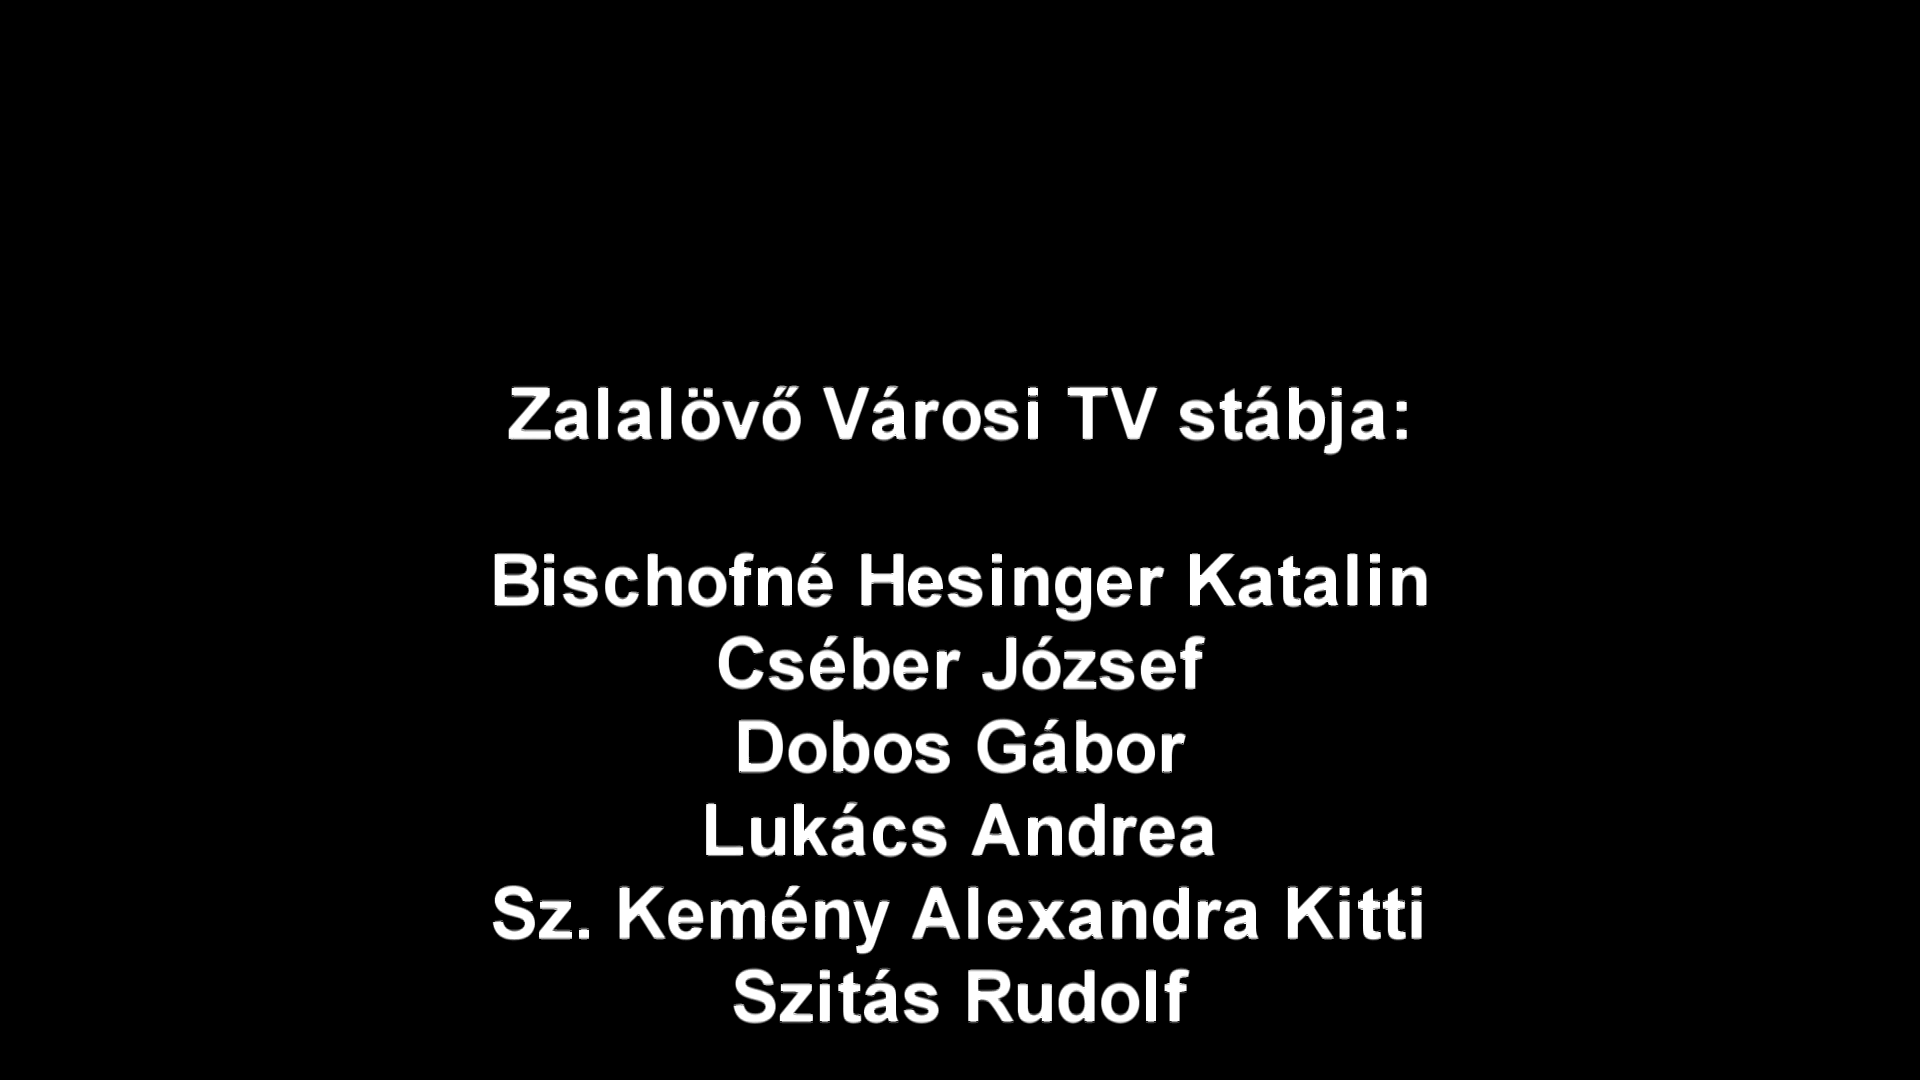 Zalalövő Városi TV stábja:
Bischofné Hesinger Katalin
Cséber József
Dobos Gábor
Lukács Andrea
Sz. Kemény Alexandra Kitti
Szitás Rudolf